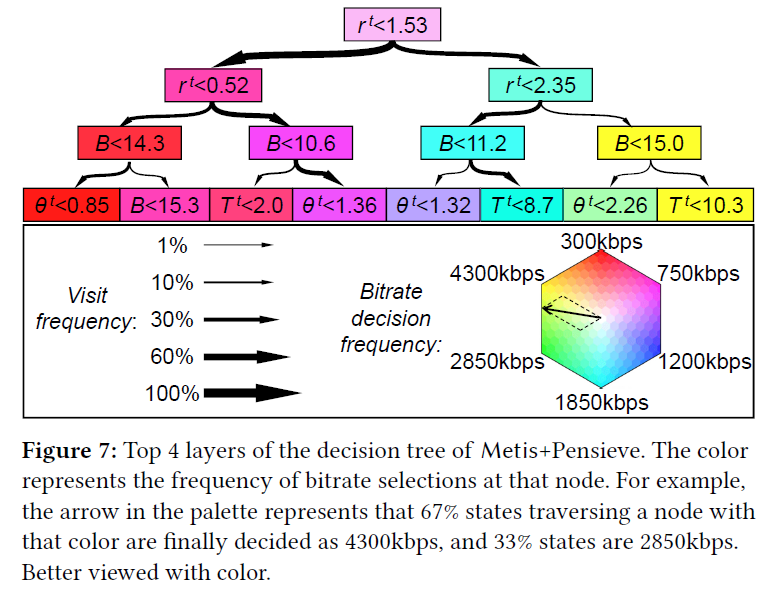 r^t<1.53
r^t<0.52 r^t<2.35
B<14.3 B<10.6 B<11.2 B<15.0
θ^t<0.85 B<15.3 T^t<2.0 θ^t<1.36 θ^t<1.32 T^t<8.7 θ^t<2.26 T^t<10.3
Visit
frequency:
1%
10%
30%
60%
100%
Bitrate
decision
frequency:
300kbps
4300kbps 750kbps
2850kbps 1200kbps
1850kbps
Figure 7: Top 4 layers of the decision tree of Metis+Pensieve. The color
represents the frequency of bitrate selections at that node. For example,
the arrow in the palette represents that 67% states traversing a node with
that color are finally decided as 4300kbps, and 33% states are 2850kbps.
Better viewed with color.